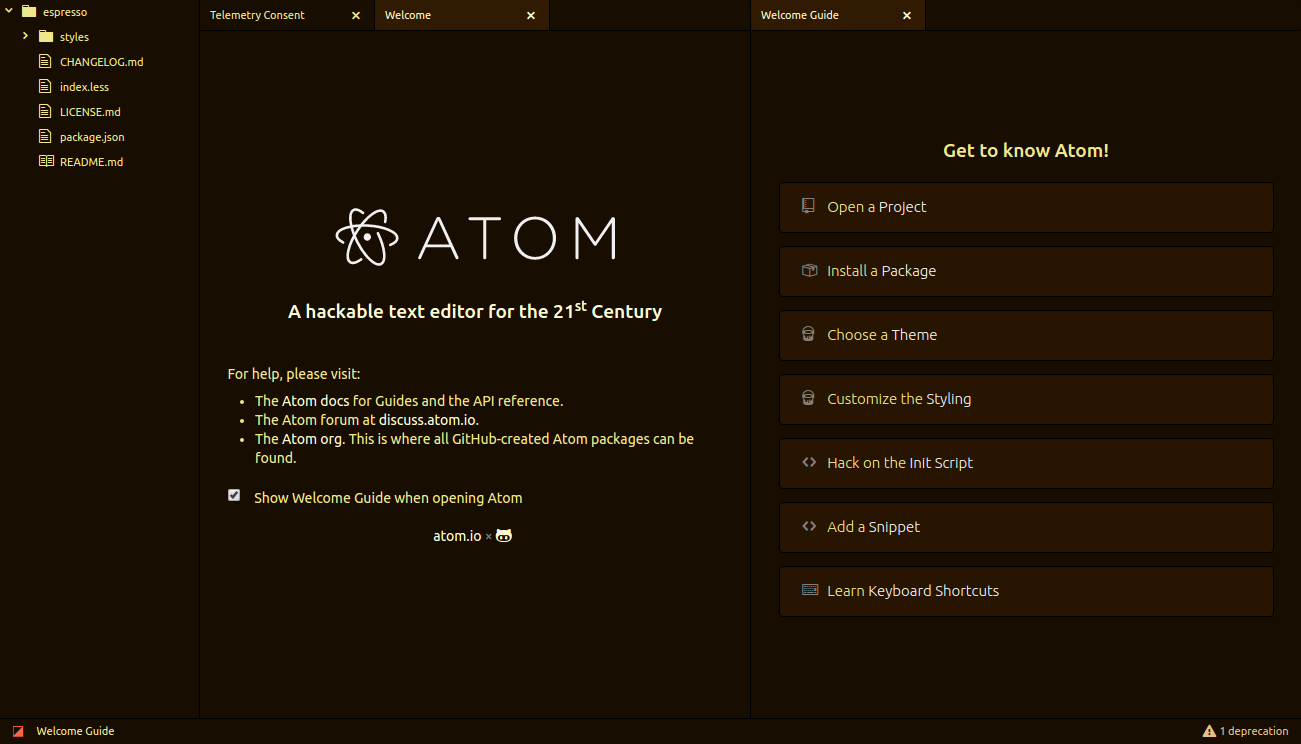 espresso
styles
CHANGELOG.md
index.less
LICENSE.md
package.json
README.md
Telemetry Consent
Welcome
ATOM
A hackable text editor for the 21st Century
For help, please visit:
• The Atom docs for Guides and the API reference.
• The Atom forum at discuss.atom.io.
• The Atom org. This is where all GitHub-created Atom packages can be
found.
Show Welcome Guide when opening Atom
atom.io ×
Welcome Guide
Get to know Atom!
Open a Project
Install a Package
Choose a Theme
Customize the Styling
Hack on the Init Script
Add a Snippet
Learn Keyboard Shortcuts
Welcome Guide
1 deprecation